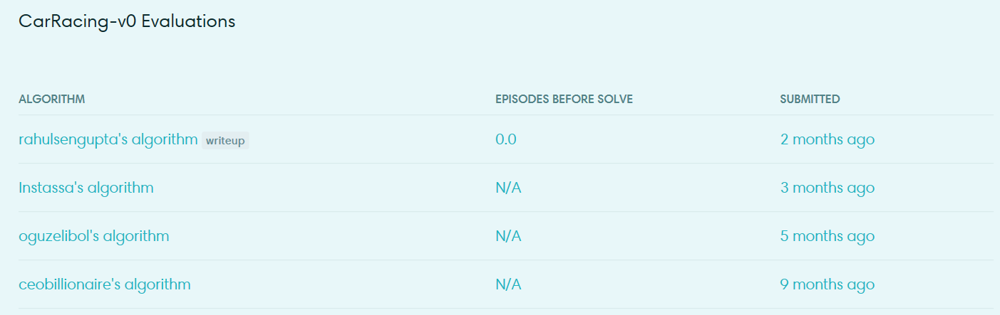 CarRacing-v0 Evaluations
ALGORITHM EPISODES BEFORE SOLVE SUBMITTED
rahulsengupta's algorithm writeup 0.0 2 months ago
Instassa's algorithm N/A 3 months ago
oguzelibol's algorithm N/A 5 months ago
ceobillionaire's algorithm N/A 9 months ago